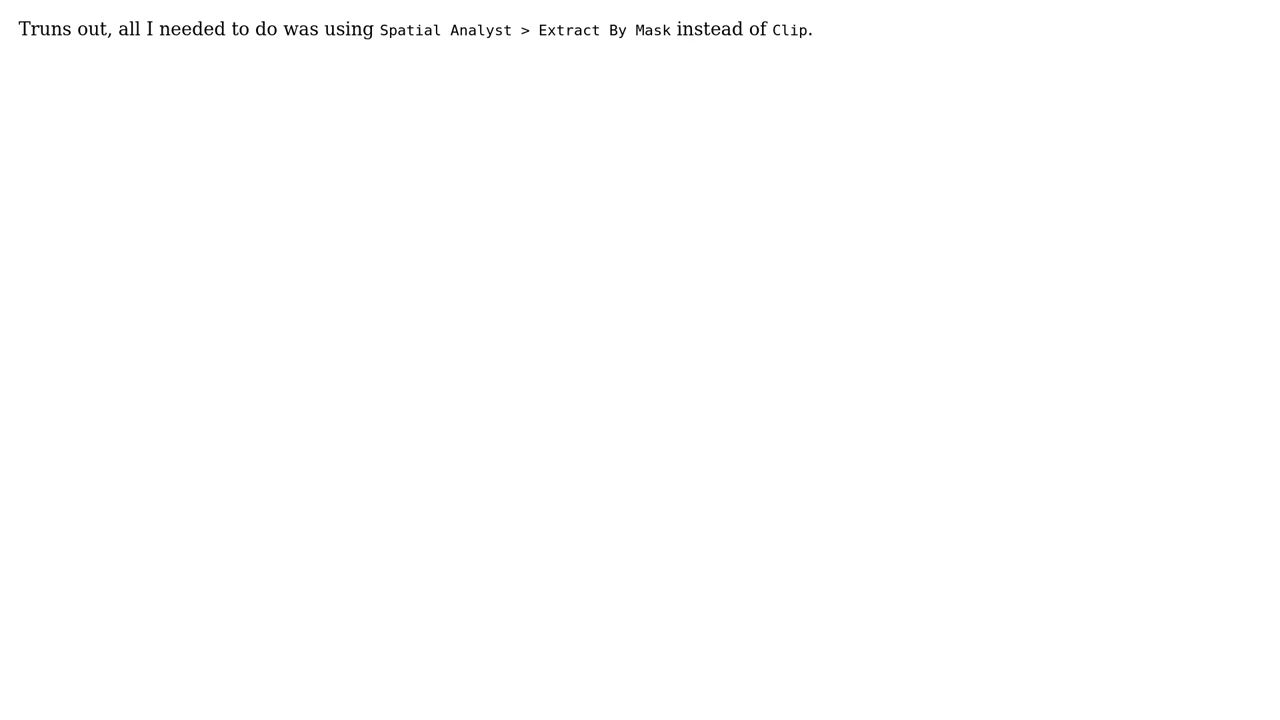 Truns out, all I needed to do was using Spatial Analyst > Extract By Mask instead of Clip.